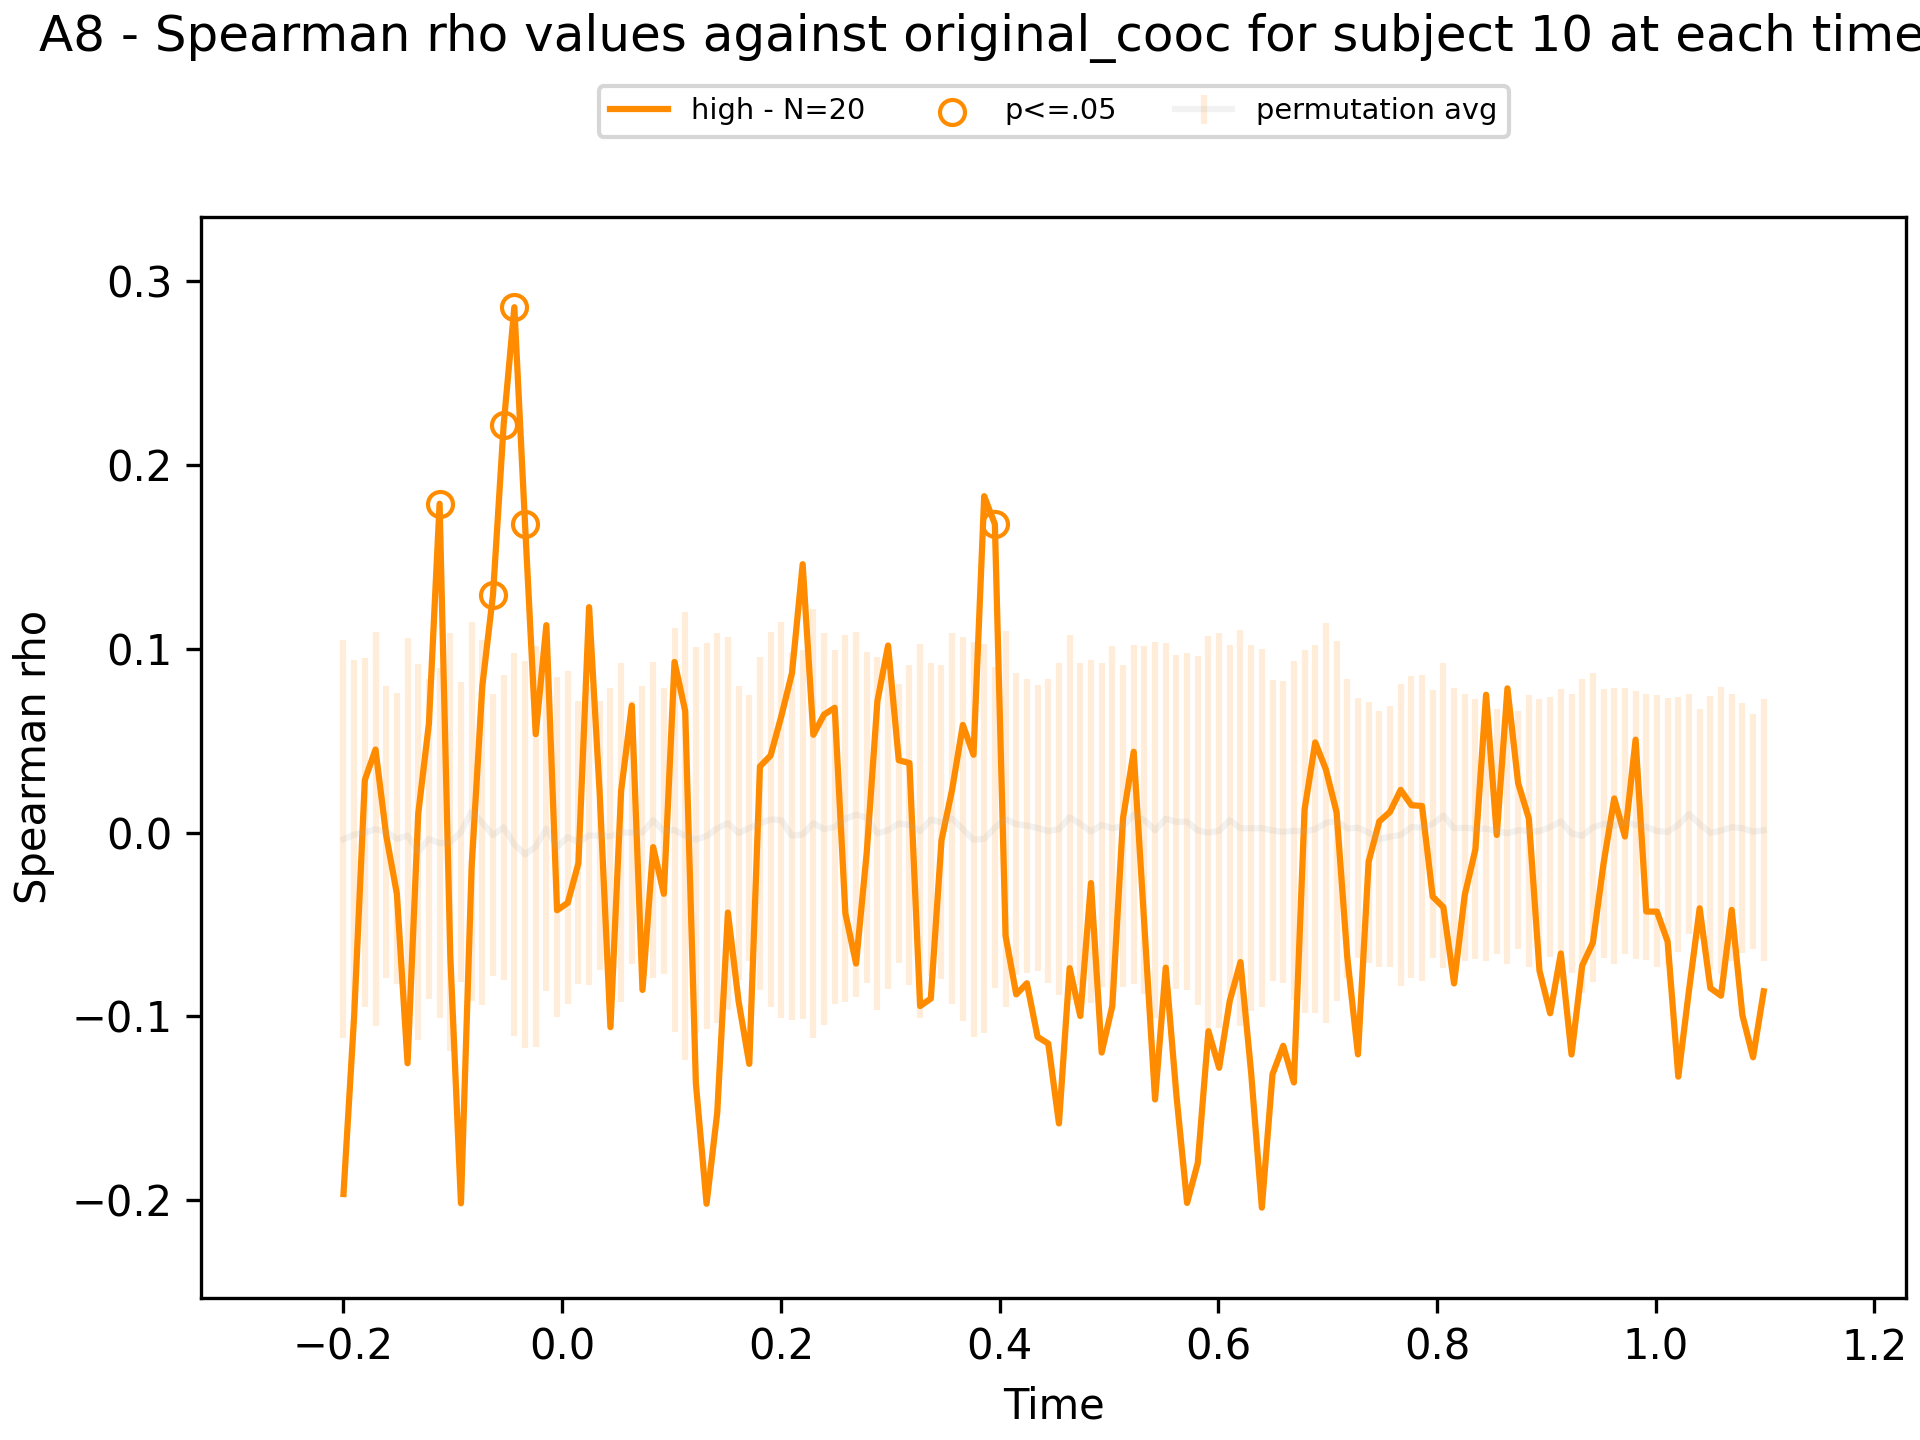 A8 - Spearman rho values against original_cooc for subject 10 at each time
high - N=20 p<=.05 permutation avg
0.3
0.2
0.1
0.0
−0.1
−0.2
Spearman rho
−0.2 0.0 0.2 0.4 0.6 0.8 1.0 1.2
Time